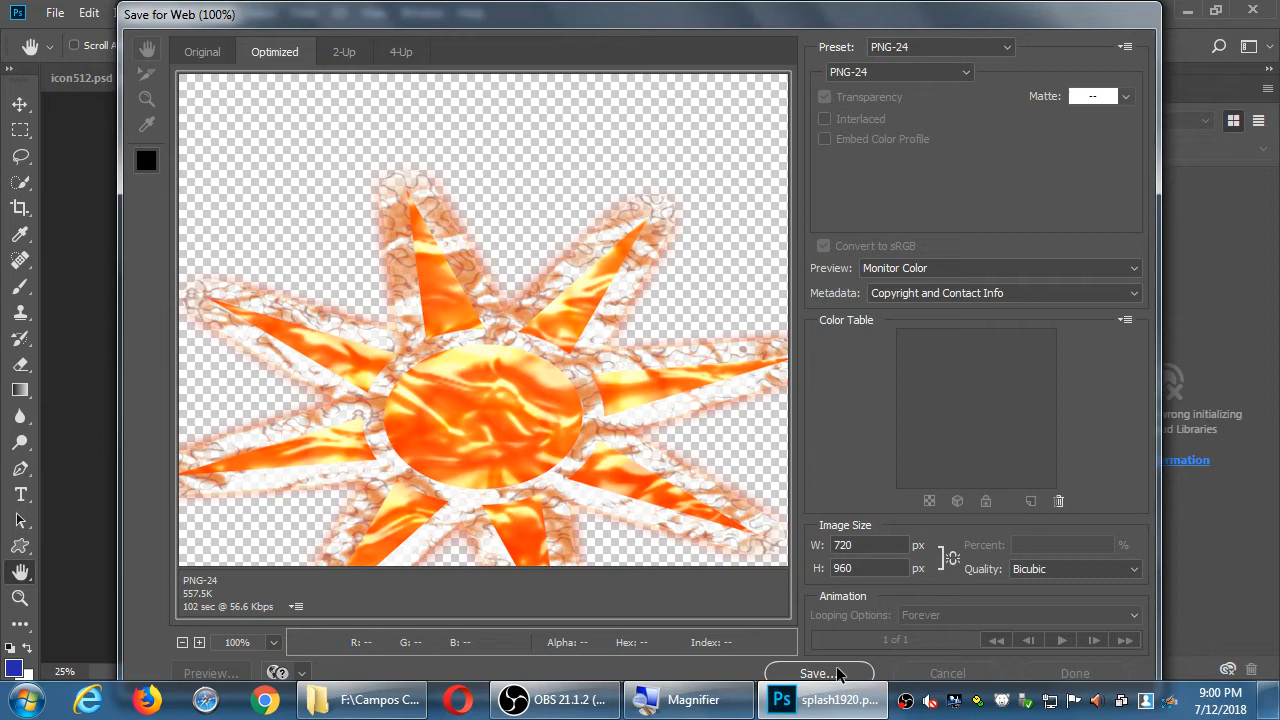 Save for Web (100%)
Ps File Edit
Scroll A
icon512.psd
Original Optimized 2-Up 4-Up
Preset: PNG-24
PNG-24
Transparency Matte: --
Interlaced
Embed Color Profile
Convert to sRGB
Preview: Monitor Color
Metadata: Copyright and Contact Info
Color Table
wrong initializing
ud Libraries
rmation
Image Size
W: 720 px Percent: %
H: 960 px Quality: Bicubic
PNG-24
557.5K
102 sec @ 56.6 Kbps
Animation
Looping Options: Forever
1 of 1
100% R: -- G: -- B: -- Alpha: -- Hex: -- Index: --
25% Preview... Save... Cancel Done
F:\Campos C... OBS 21.1.2 (... Magnifier Ps splash1920.p...
9:00 PM
7/12/2018